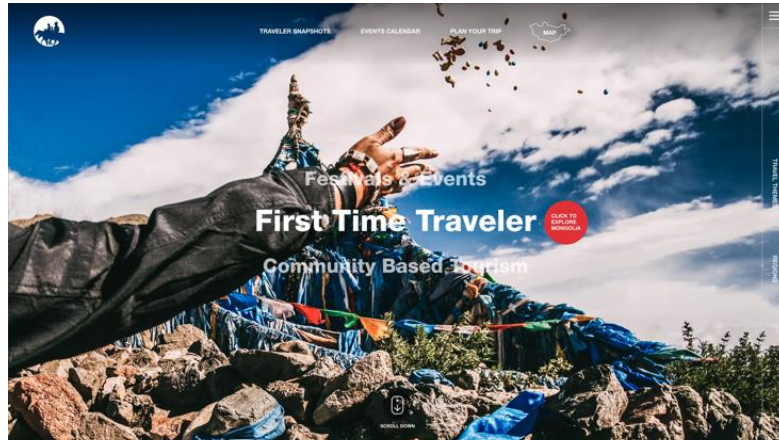 TRAVELER SNAPSHOTS
EVENTS CALENDAR
PLAN YOUR TRIP
MAP
Festivals & Events
First Time Traveler
CLICK TO
EXPLORE
MONGOLIA
Community Based Tourism
TRAVEL THEME
REGIONS
SCROLL DOWN